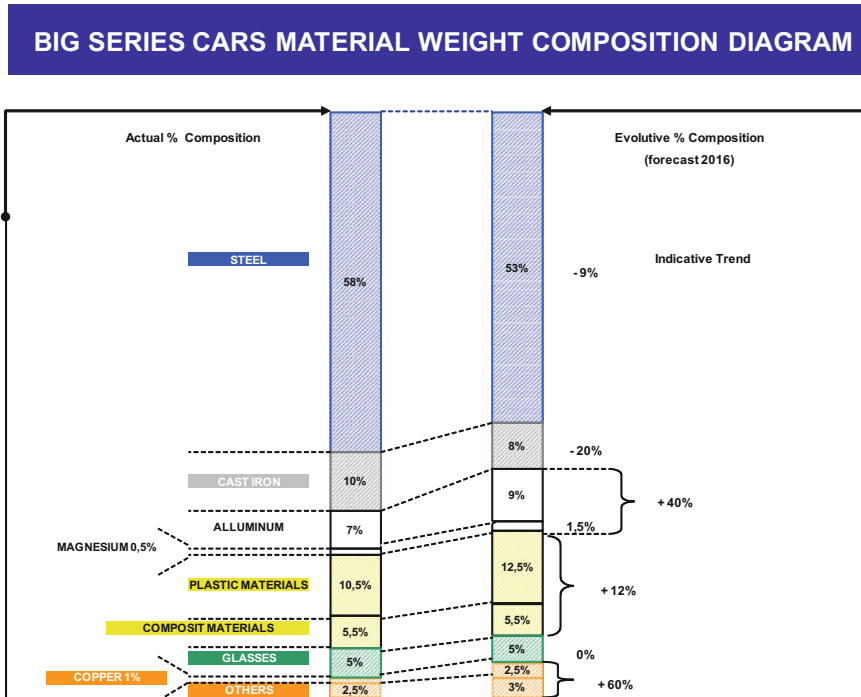 BIG SERIES CARS MATERIAL WEIGHT COMPOSITION DIAGRAM
Actual % Composition
Evolutive % Composition
(forecast 2016)
STEEL
58%
53%
-9%
Indicative Trend
8%
-20%
CAST IRON
10%
9%
+40%
ALLUMINUM
7%
1,5%
MAGNESIUM 0,5%
12,5%
PLASTIC MATERIALS
10,5%
+12%
COMPOSIT MATERIALS
5,5%
5,5%
GLASSES
5%
5%
0%
COPPER 1%
2,5%
OTHERS
2,5%
3%
+60%